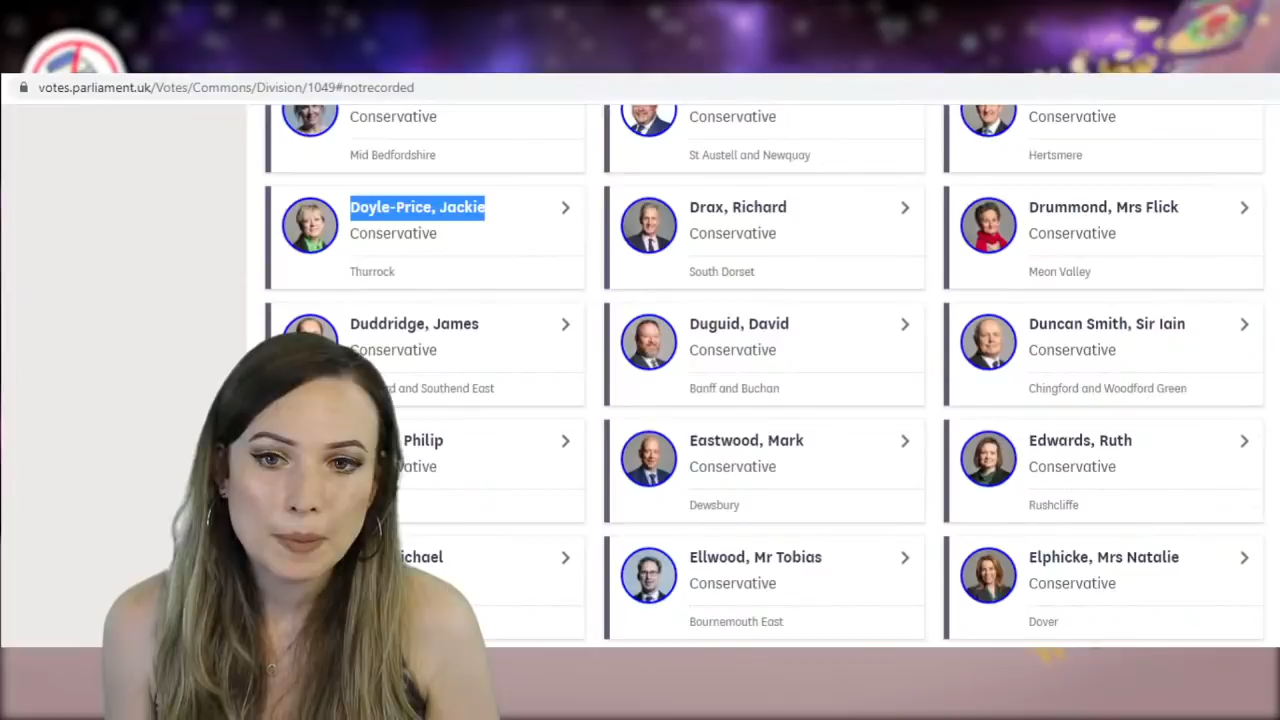 votes.parliament.uk/Votes/Commons/Division/1049#notrecorded
Conservative
Conservative
Conservative
Mid Bedfordshire
St Austell and Newquay
Hertsmere
Doyle-Price, Jackie
Drax, Richard
Drummond, Mrs Flick
Conservative
Conservative
Conservative
Thurrock
South Dorset
Meon Valley
Duddridge, James
Duguid, David
Duncan Smith, Sir Iain
Conservative
Conservative
Conservative
and Southend East
Banff and Buchan
Chingford and Woodford Green
Philip
Eastwood, Mark
Edwards, Ruth
Conservative
Conservative
Dewsbury
Rushcliffe
Ellwood, Mr Tobias
Elphicke, Mrs Natalie
Conservative
Conservative
Bournemouth East
Dover